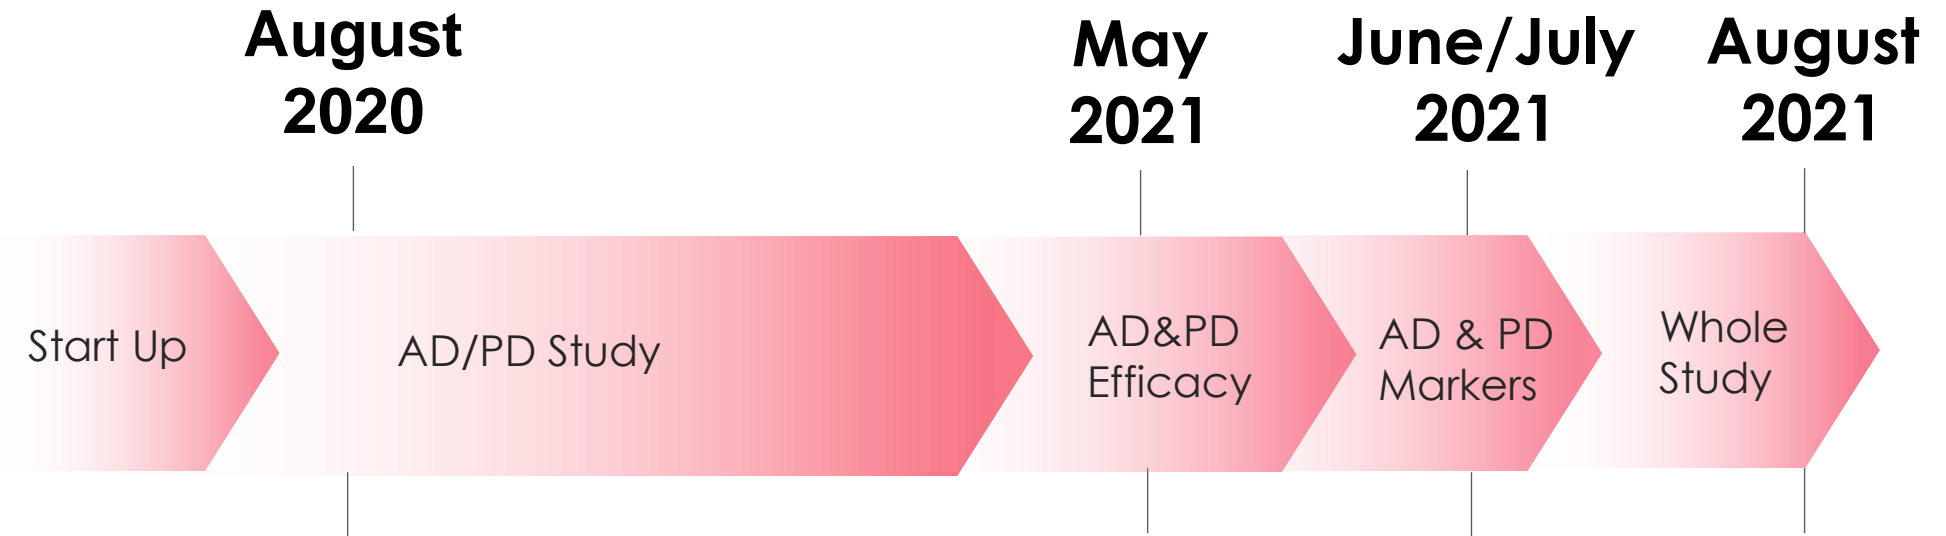 August
2020
May
2021
June/July
2021
August
2021
Start Up
AD/PD Study
AD&PD
Efficacy
AD & PD
Markers
Whole
Study